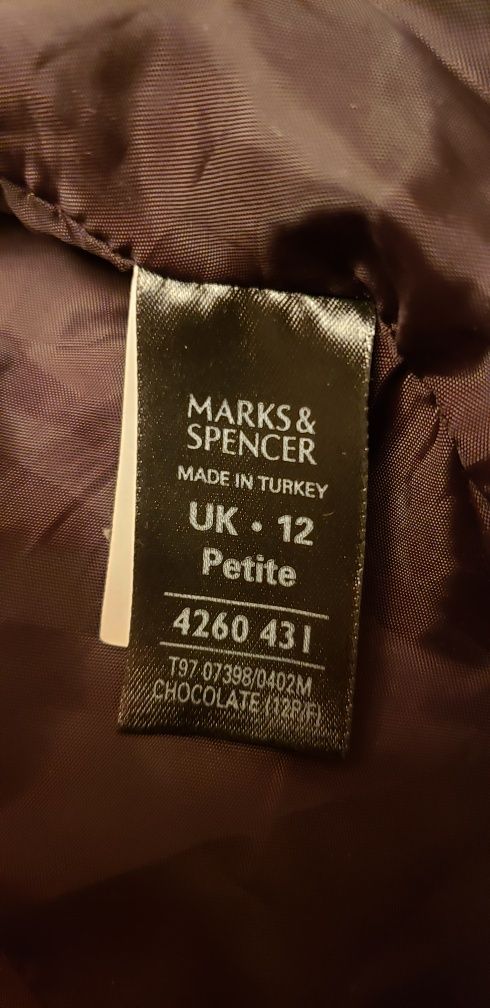 MARKS&
SPENCER
MADE IN TURKEY
UK • 12
Petite
4260 431
T97 07398/0402M
CHOCOLATE (12P/F)